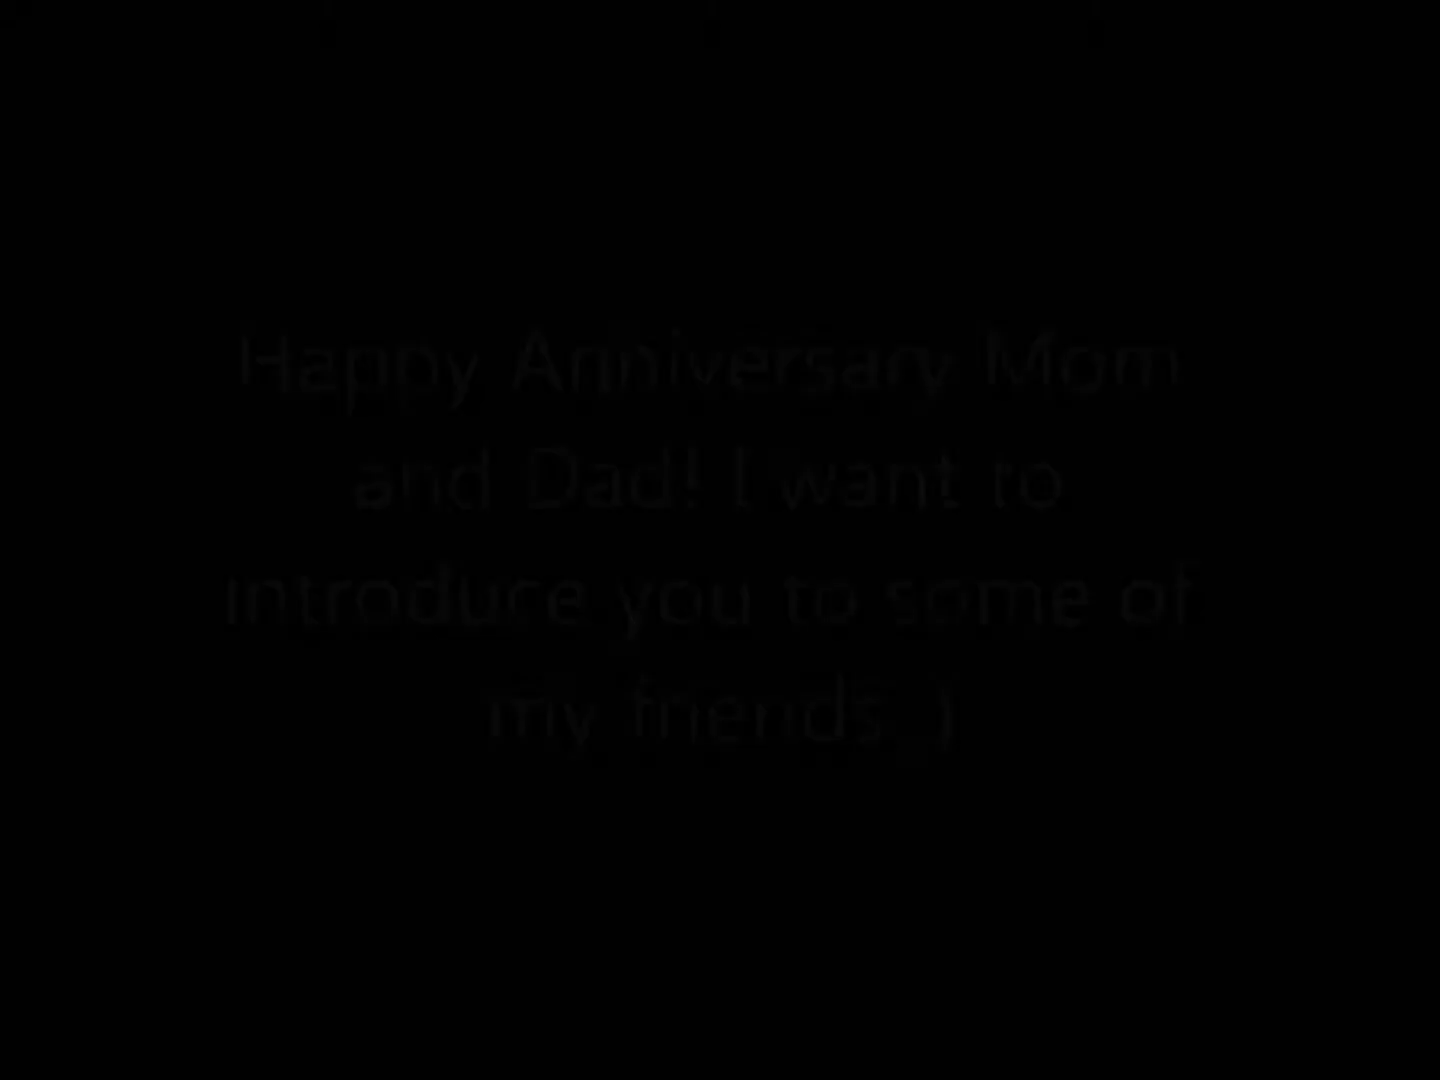 Happy Anniversary Mom
and Dad! I want to
introduce you to some of
my friends :)